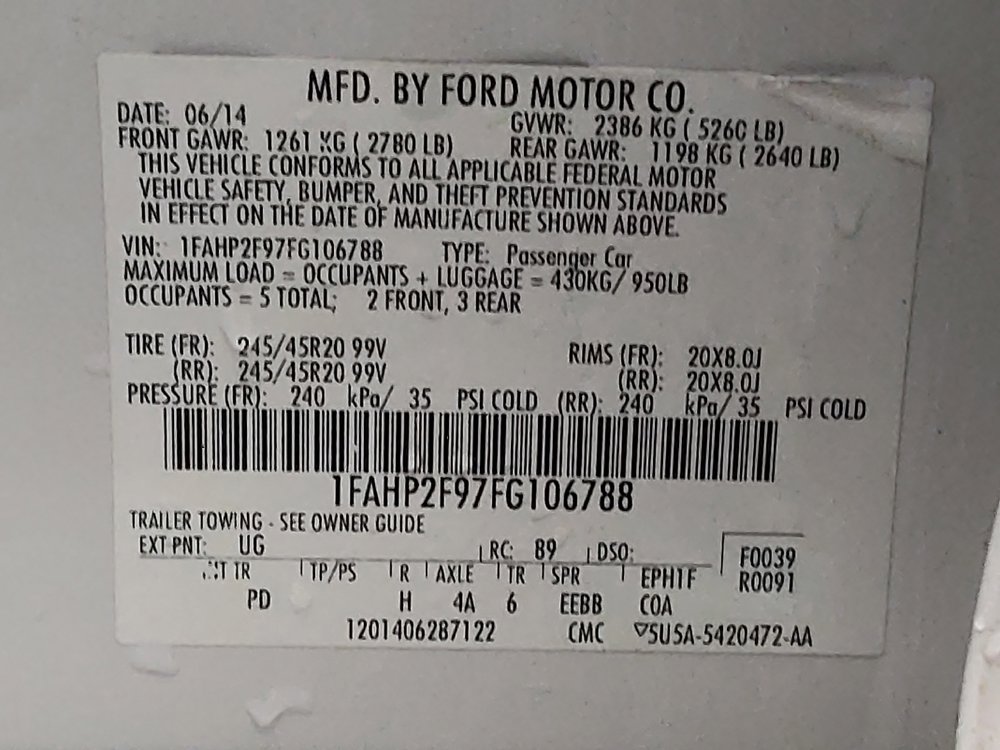 MFD. BY FORD MOTOR CO.
DATE: 06/14 GVWR: 2386 KG ( 5260 LB)
FRONT GAWR: 1261 KG ( 2780 LB) REAR GAWR: 1198 KG ( 2640 LB)
THIS VEHICLE CONFORMS TO ALL APPLICABLE FEDERAL MOTOR
VEHICLE SAFETY, BUMPER, AND THEFT PREVENTION STANDARDS
IN EFFECT ON THE DATE OF MANUFACTURE SHOWN ABOVE.
VIN: 1FAHP2F97FG106788 TYPE: Passenger Car
MAXIMUM LOAD = OCCUPANTS + LUGGAGE = 430KG/ 950LB
OCCUPANTS = 5 TOTAL; 2 FRONT, 3 REAR
TIRE (FR): 245/45R20 99V RIMS (FR): 20X8.0J
(RR): 245/45R20 99V (RR): 20X8.0J
PRESSURE (FR): 240 kPa/ 35 PSI COLD (RR): 240 kPa/ 35 PSI COLD
1FAHP2F97FG106788
TRAILER TOWING - SEE OWNER GUIDE
EXT PNT: UG RC: 89 DSO: F0039
TR TP/PS R AXLE TR SPR EPH1F R0091
PD H 4A 6 EEBB COA
1201406287122 CMC ▽5U5A-5420472-AA